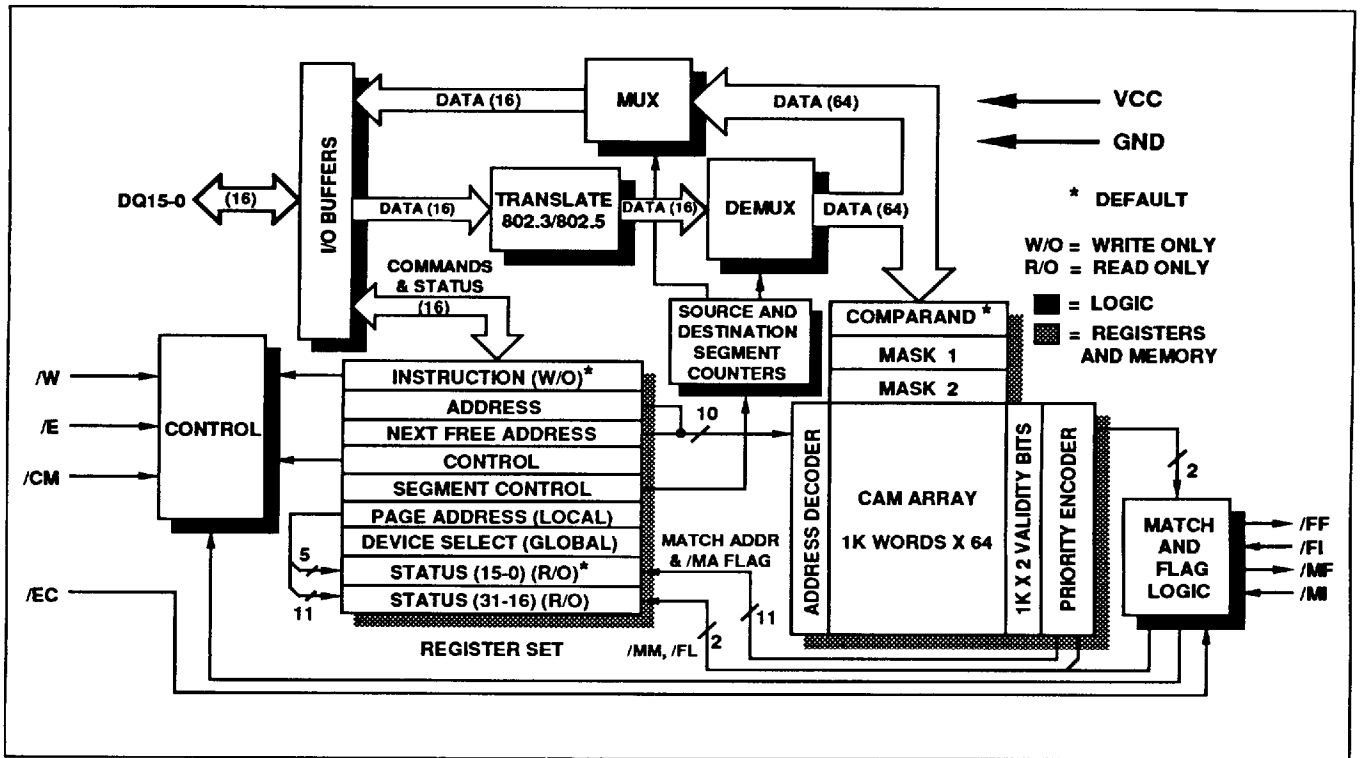 DQ15-0
(16)
I/O BUFFERS
DATA (16)
MUX
DATA (64)
VCC
GND
DATA (16)
TRANSLATE
802.3/802.5
DATA (16)
DEMUX
DATA (64)
* DEFAULT
W/O = WRITE ONLY
R/O = READ ONLY
= LOGIC
= REGISTERS
AND MEMORY
COMMANDS
& STATUS
(16)
SOURCE AND
DESTINATION
SEGMENT
COUNTERS
COMPARAND *
MASK 1
MASK 2
/W
/E
/CM
/EC
CONTROL
INSTRUCTION (W/O)*
ADDRESS
NEXT FREE ADDRESS
CONTROL
SEGMENT CONTROL
PAGE ADDRESS (LOCAL)
DEVICE SELECT (GLOBAL)
STATUS (15-0) (R/O)*
STATUS (31-16) (R/O)
REGISTER SET
5
11
10
MATCH ADDR
& /MA FLAG
11
/MM, /FL
2
ADDRESS DECODER
CAM ARRAY
1K WORDS X 64
1K X 2 VALIDITY BITS
PRIORITY ENCODER
2
MATCH
AND
FLAG
LOGIC
/FF
/FI
/MF
/MI